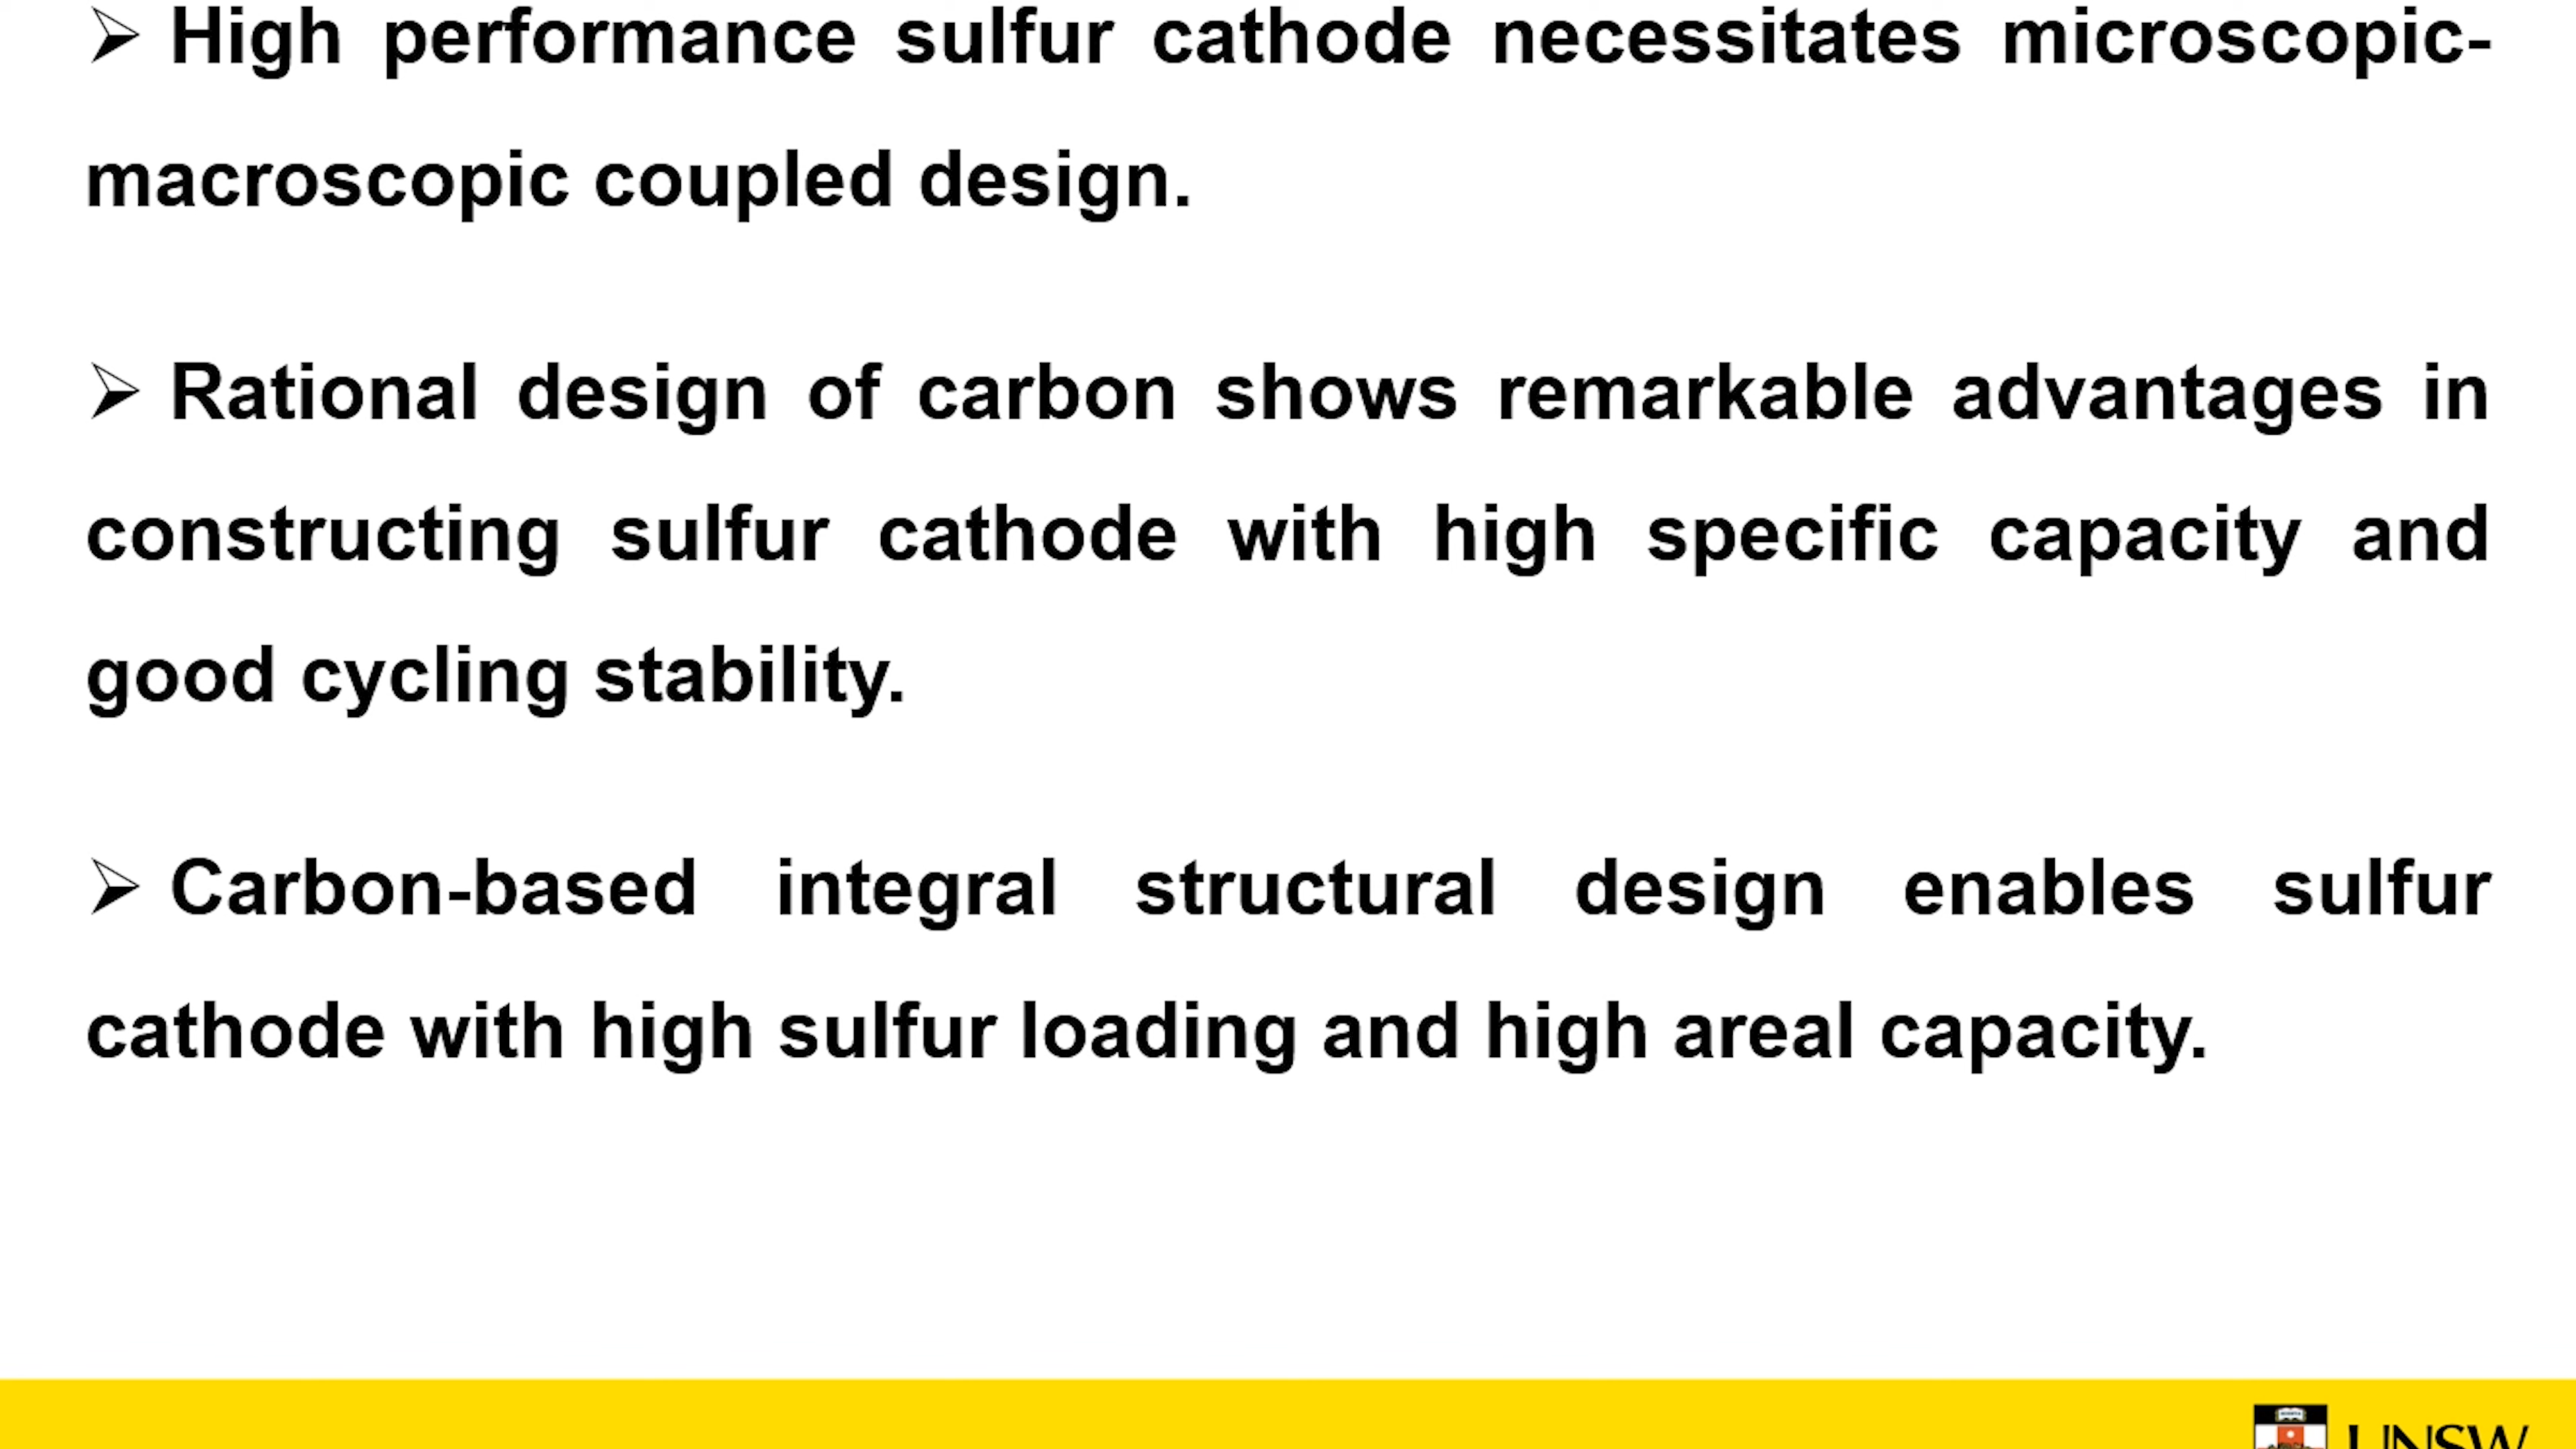 ➢ High performance sulfur cathode necessitates microscopic-
macroscopic coupled design.
➢ Rational design of carbon shows remarkable advantages in
constructing sulfur cathode with high specific capacity and
good cycling stability.
➢ Carbon-based integral structural design enables sulfur
cathode with high sulfur loading and high areal capacity.
UNSW